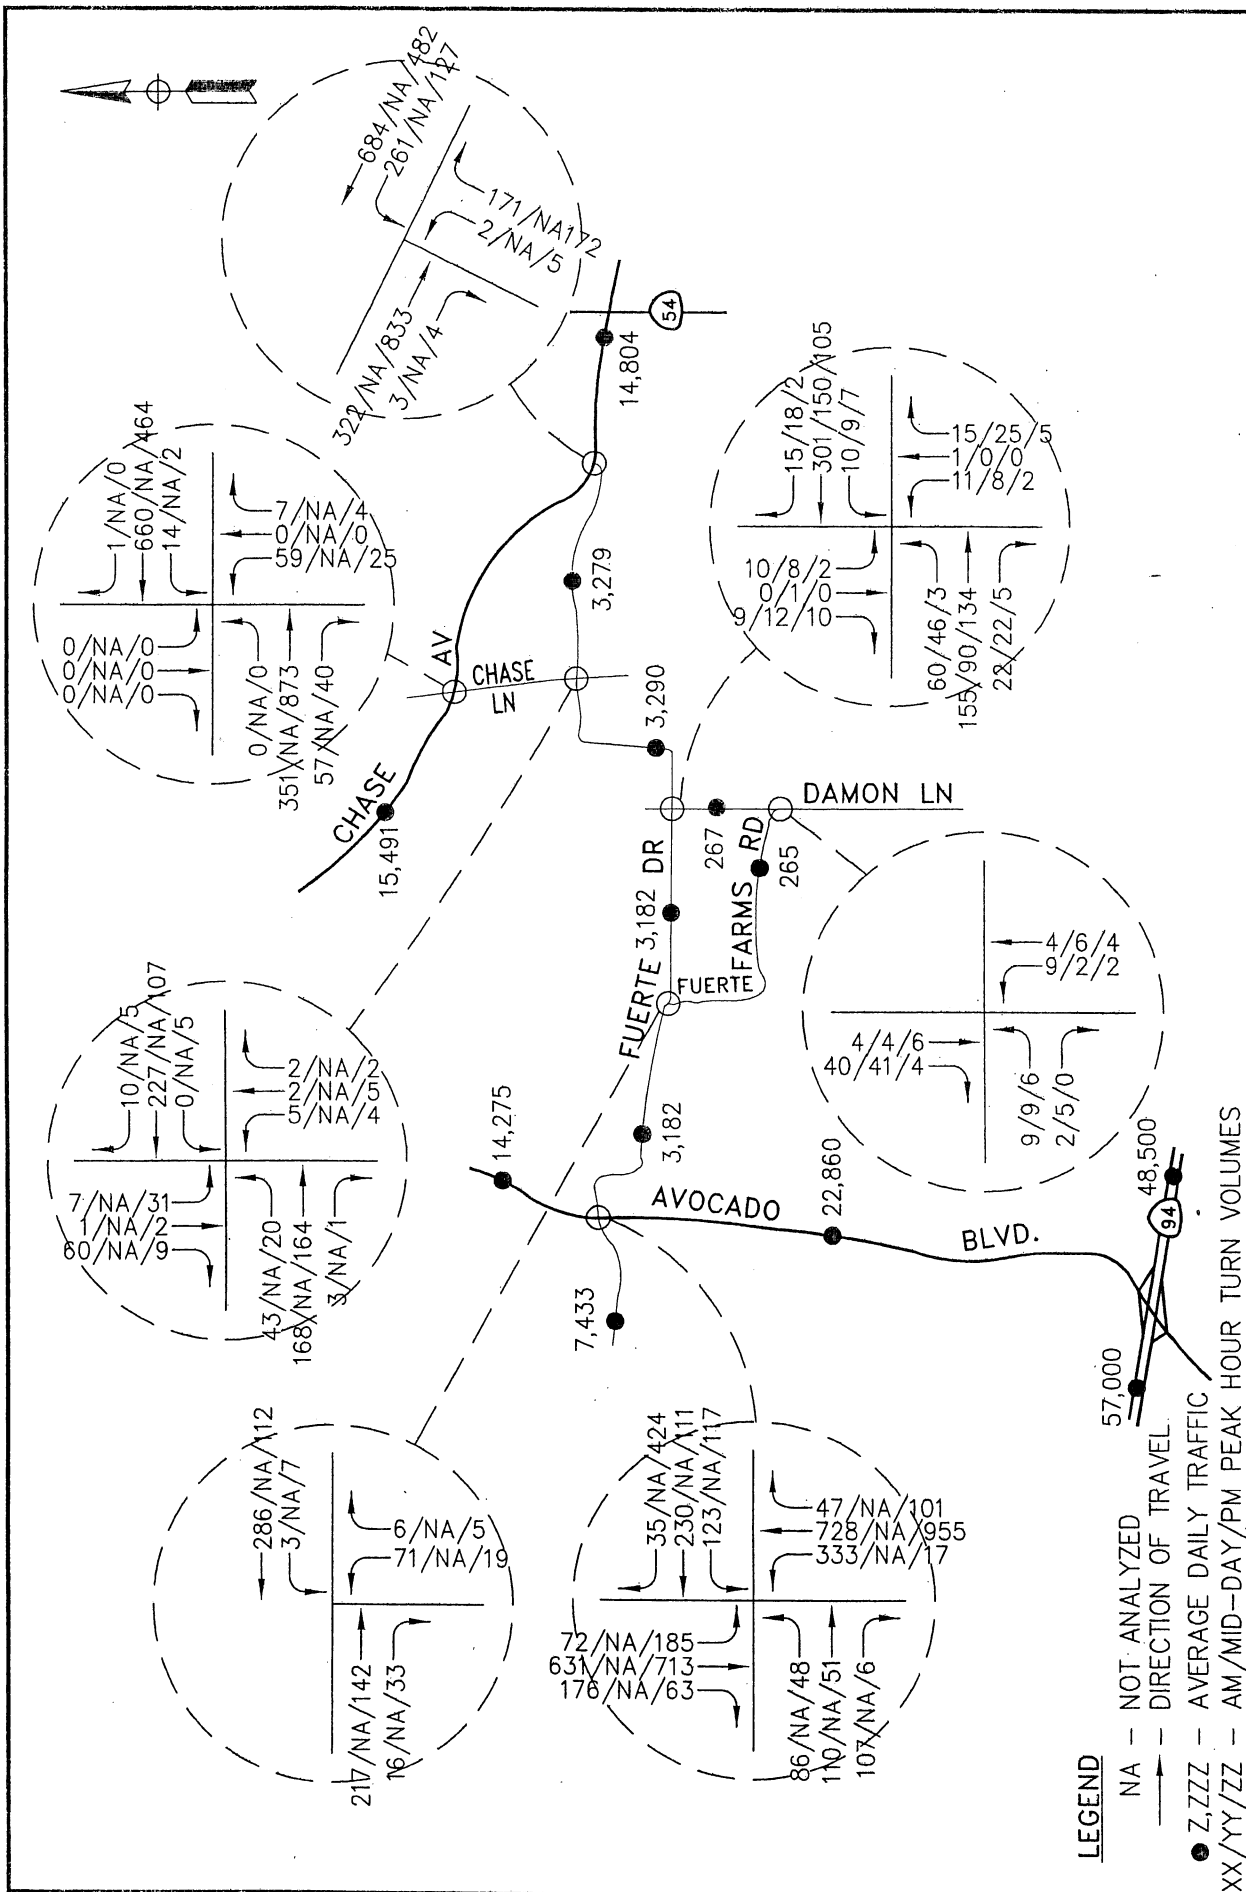 684/NA/482
261/NA/127
171/NA172
2/NA/5
322/NA/833
3/NA/4
54
14,804
1/NA/0
660/NA/464
14/NA/2
7/NA/4
0/NA/0
59/NA/25
0/NA/0
0/NA/0
0/NA/0
0/NA/0
351/NA/873
57/NA/40
15/18/2
301/150/105
10/9/7
15/25/5
1/0/0
11/8/2
10/8/2
0/1/0
9/12/10
60/46/3
155/90/134
22/22/5
3,279
CHASE AV
CHASE
LN
15,491
3,290
DAMON LN
267
265
FUERTE DR
3,182
FUERTE
FARMS RD
10/NA/5
227/NA/107
0/NA/5
2/NA/2
2/NA/5
5/NA/4
7/NA/31
1/NA/2
60/NA/9
43/NA/20
168/NA/164
3/NA/1
4/6/4
9/2/2
4/4/6
40/41/4
9/9/6
2/5/0
14,275
3,182
AVOCADO BLVD.
22,860
7,433
48,500
94
57,000
286/NA/112
3/NA/7
6/NA/5
71/NA/19
217/NA/142
16/NA/33
35/NA/424
230/NA/111
123/NA/117
47/NA/101
728/NA/955
333/NA/17
72/NA/185
631/NA/713
176/NA/63
86/NA/48
110/NA/51
107/NA/6
LEGEND
NA – NOT ANALYZED
– DIRECTION OF TRAVEL
Z,ZZZ – AVERAGE DAILY TRAFFIC
XX/YY/ZZ – AM/MID–DAY/PM PEAK HOUR TURN VOLUMES